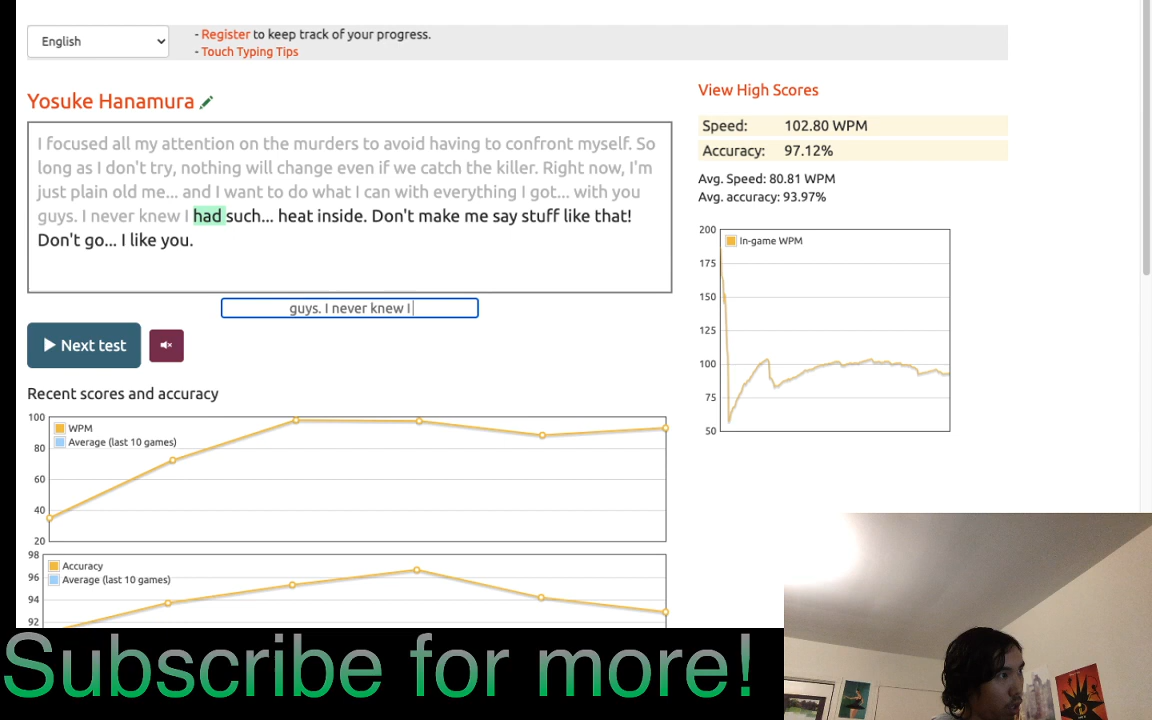 English
- Register to keep track of your progress.
- Touch Typing Tips
Yosuke Hanamura
I focused all my attention on the murders to avoid having to confront myself. So
long as I don't try, nothing will change even if we catch the killer. Right now, I'm
just plain old me... and I want to do what I can with everything I got... with you
guys. I never knew I had such... heat inside. Don't make me say stuff like that!
Don't go... I like you.
guys. I never knew I
Next test
View High Scores
Speed: 102.80 WPM
Accuracy: 97.12%
Avg. Speed: 80.81 WPM
Avg. accuracy: 93.97%
200
In-game WPM
175
150
125
100
75
50
Recent scores and accuracy
100
WPM
Average (last 10 games)
80
60
40
20
98
Accuracy
Average (last 10 games)
96
94
92
Subscribe for more!